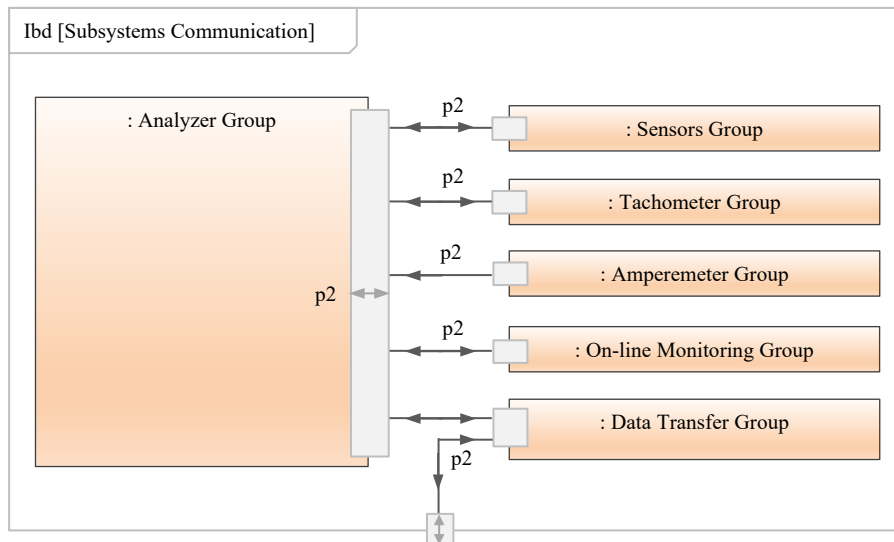 Ibd [Subsystems Communication]
: Analyzer Group
p2
: Sensors Group
p2
: Tachometer Group
p2
: Amperemeter Group
p2
p2
: On-line Monitoring Group
: Data Transfer Group
p2